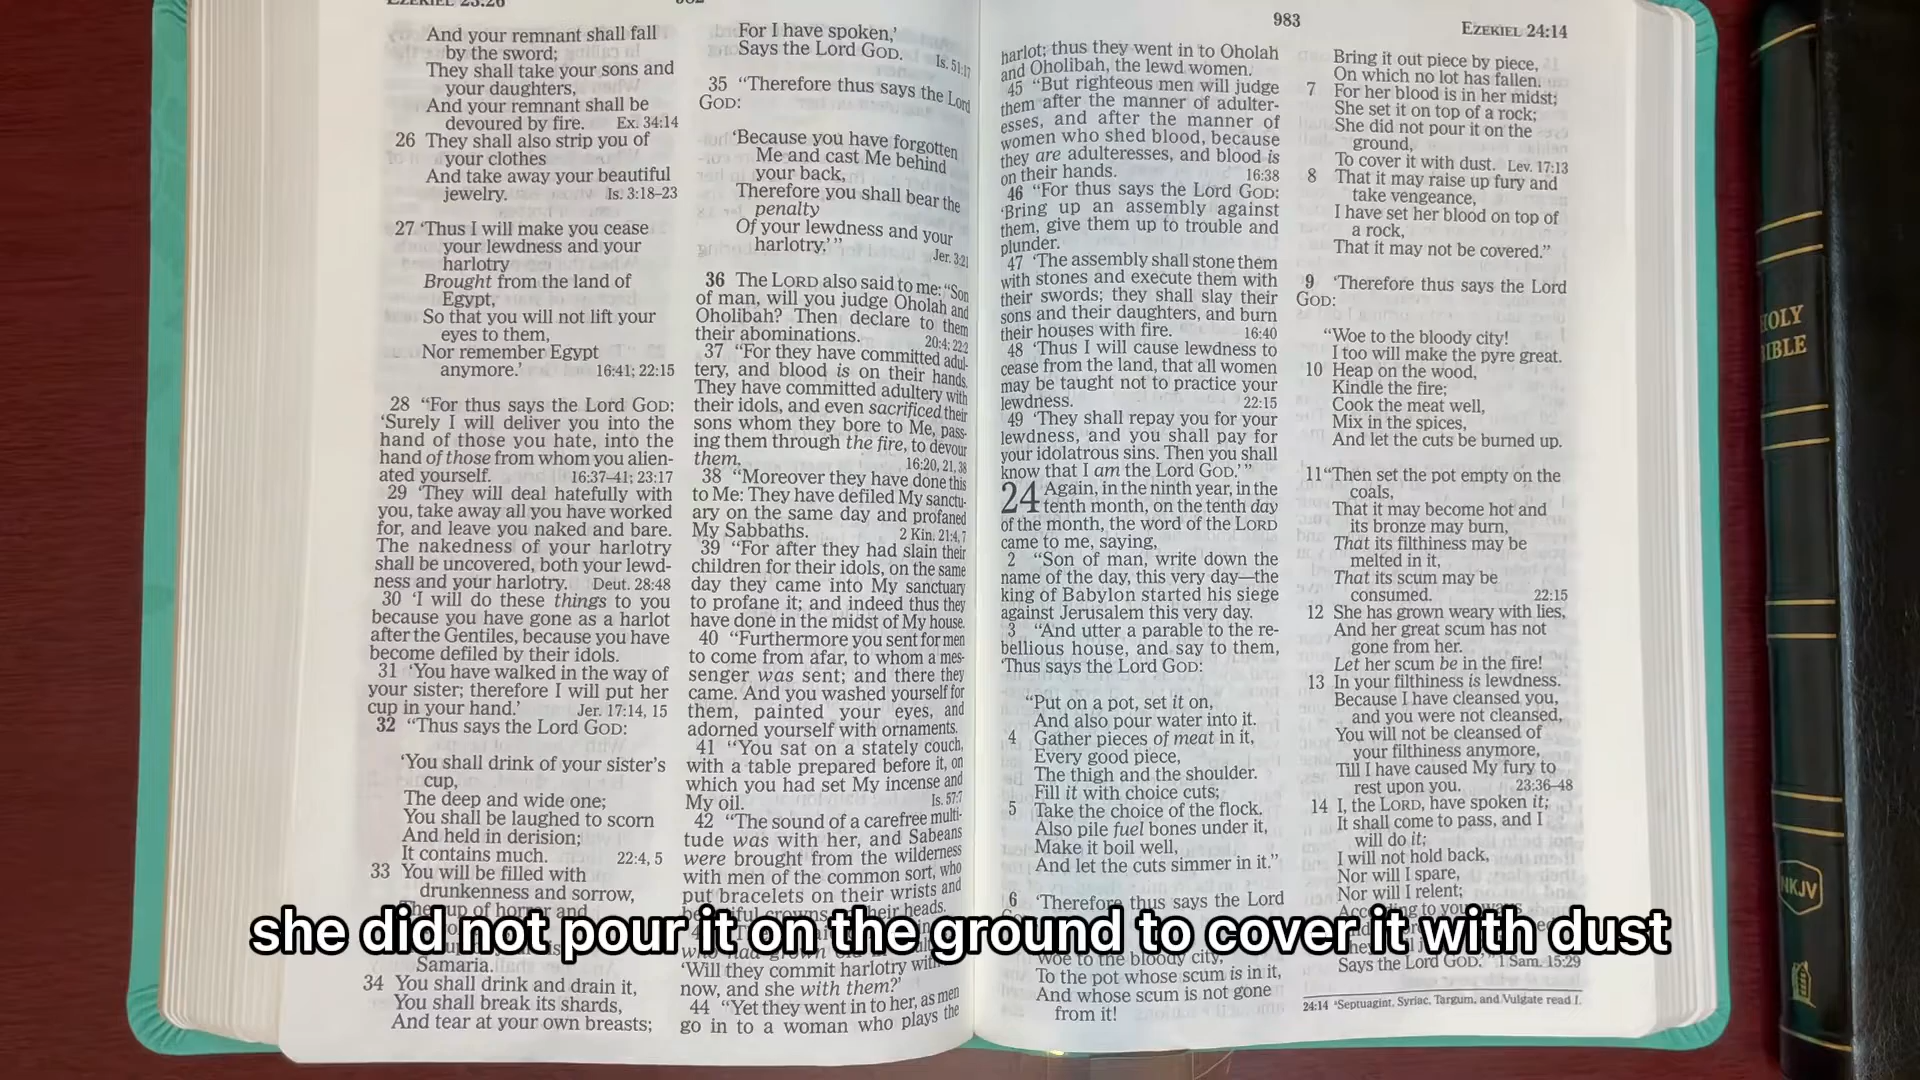 EZEKIEL 23:26
And your remnant shall fall
by the sword;
They shall take your sons and
your daughters,
And your remnant shall be
devoured by fire. Ex. 34:14
26 They shall also strip you of
your clothes
And take away your beautiful
jewelry. Is. 3:18–23
27 ‘Thus I will make you cease
your lewdness and your
harlotry
Brought from the land of
Egypt,
So that you will not lift your
eyes to them,
Nor remember Egypt
anymore.’ 16:41; 22:15
28 “For thus says the Lord GOD:
‘Surely I will deliver you into the
hand of those you hate, into the
hand of those from whom you alien-
ated yourself. 16:37–41; 23:17
29 ‘They will deal hatefully with
you, take away all you have worked
for, and leave you naked and bare.
The nakedness of your harlotry
shall be uncovered, both your lewd-
ness and your harlotry. Deut. 28:48
30 ‘I will do these things to you
because you have gone as a harlot
after the Gentiles, because you have
become defiled by their idols.
31 ‘You have walked in the way of
your sister; therefore I will put her
cup in your hand.’ Jer. 17:14, 15
32 “Thus says the Lord GOD:
‘You shall drink of your sister’s
cup,
The deep and wide one;
You shall be laughed to scorn
And held in derision;
It contains much. 22:4, 5
33 You will be filled with
drunkenness and sorrow,
The cup of horror and
Samaria.
34 You shall drink and drain it,
You shall break its shards,
And tear at your own breasts;
For I have spoken,’
Says the Lord GOD. Is. 51:17
35 “Therefore thus says the Lord
GOD:
‘Because you have forgotten
Me and cast Me behind
your back,
Therefore you shall bear the
penalty
Of your lewdness and your
harlotry.’ ” Jer. 3:21
36 The LORD also said to me: “Son
of man, will you judge Oholah and
Oholibah? Then declare to them
their abominations. 20:4; 22:2
37 “For they have committed adul-
tery, and blood is on their hands.
They have committed adultery with
their idols, and even sacrificed their
sons whom they bore to Me, pass-
ing them through the fire, to devour
them. 16:20, 21, 38
38 “Moreover they have done this
to Me: They have defiled My sanctu-
ary on the same day and profaned
My Sabbaths. 2 Kin. 21:4, 7
39 “For after they had slain their
children for their idols, on the same
day they came into My sanctuary
to profane it; and indeed thus they
have done in the midst of My house.
40 “Furthermore you sent for men
to come from afar, to whom a mes-
senger was sent; and there they
came. And you washed yourself for
them, painted your eyes, and
adorned yourself with ornaments.
41 “You sat on a stately couch,
with a table prepared before it, on
which you had set My incense and
My oil. Is. 57:7
42 “The sound of a carefree multi-
tude was with her, and Sabeans
were brought from the wilderness
with men of the common sort, who
put bracelets on their wrists and
beautiful crowns their heads.
‘Will they commit harlotry with
now, and she with them?’
44 “Yet they went in to her, as men
go in to a woman who plays the
983
EZEKIEL 24:14
harlot; thus they went in to Oholah
and Oholibah, the lewd women.
45 “But righteous men will judge
them after the manner of adulter-
esses, and after the manner of
women who shed blood, because
they are adulteresses, and blood is
on their hands. 16:38
46 “For thus says the Lord GOD:
‘Bring up an assembly against
them, give them up to trouble and
plunder.
47 ‘The assembly shall stone them
with stones and execute them with
their swords; they shall slay their
sons and their daughters, and burn
their houses with fire. 16:40
48 ‘Thus I will cause lewdness to
cease from the land, that all women
may be taught not to practice your
lewdness. 22:15
49 ‘They shall repay you for your
lewdness, and you shall pay for
your idolatrous sins. Then you shall
know that I am the Lord GOD.’ ”
24 Again, in the ninth year, in the
tenth month, on the tenth day
of the month, the word of the LORD
came to me, saying,
2 “Son of man, write down the
name of the day, this very day—the
king of Babylon started his siege
against Jerusalem this very day.
3 “And utter a parable to the re-
bellious house, and say to them,
‘Thus says the Lord GOD:
“Put on a pot, set it on,
And also pour water into it.
4 Gather pieces of meat in it,
Every good piece,
The thigh and the shoulder.
Fill it with choice cuts;
5 Take the choice of the flock.
Also pile fuel bones under it,
Make it boil well,
And let the cuts simmer in it.”
6 ‘Therefore thus says the Lord
Woe to the bloody city,
To the pot whose scum is in it,
And whose scum is not gone
from it!
Bring it out piece by piece,
On which no lot has fallen.
7 For her blood is in her midst;
She set it on top of a rock;
She did not pour it on the
ground,
To cover it with dust. Lev. 17:13
8 That it may raise up fury and
take vengeance,
I have set her blood on top of
a rock,
That it may not be covered.”
9 ‘Therefore thus says the Lord
GOD:
“Woe to the bloody city!
I too will make the pyre great.
10 Heap on the wood,
Kindle the fire;
Cook the meat well,
Mix in the spices,
And let the cuts be burned up.
11 “Then set the pot empty on the
coals,
That it may become hot and
its bronze may burn,
That its filthiness may be
melted in it,
That its scum may be
consumed. 22:15
12 She has grown weary with lies,
And her great scum has not
gone from her.
Let her scum be in the fire!
13 In your filthiness is lewdness.
Because I have cleansed you,
and you were not cleansed,
You will not be cleansed of
your filthiness anymore,
Till I have caused My fury to
rest upon you. 23:36–48
14 I, the LORD, have spoken it;
It shall come to pass, and I
will do it;
I will not hold back,
Nor will I spare,
Nor will I relent;
According to your ways
Says the Lord GOD.’ ” 1 Sam. 15:29
24:14 Septuagint, Syriac, Targum, and Vulgate read I.
HOLY
BIBLE
NKJV
she did not pour it on the ground to cover it with dust